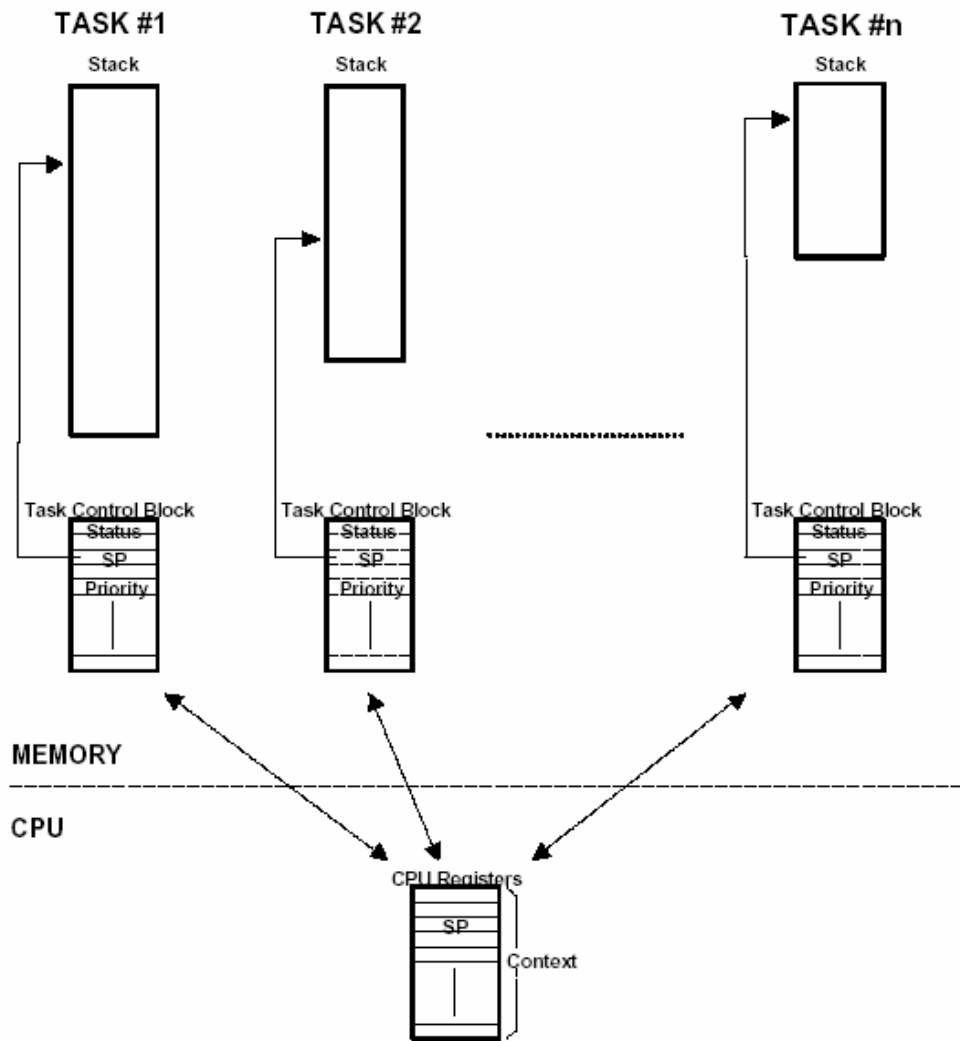 TASK #1
Stack
TASK #2
Stack
TASK #n
Stack
Task Control Block
Status
SP
Priority
Task Control Block
Status
SP
Priority
Task Control Block
Status
SP
Priority
MEMORY
CPU
CPU Registers
SP
Context